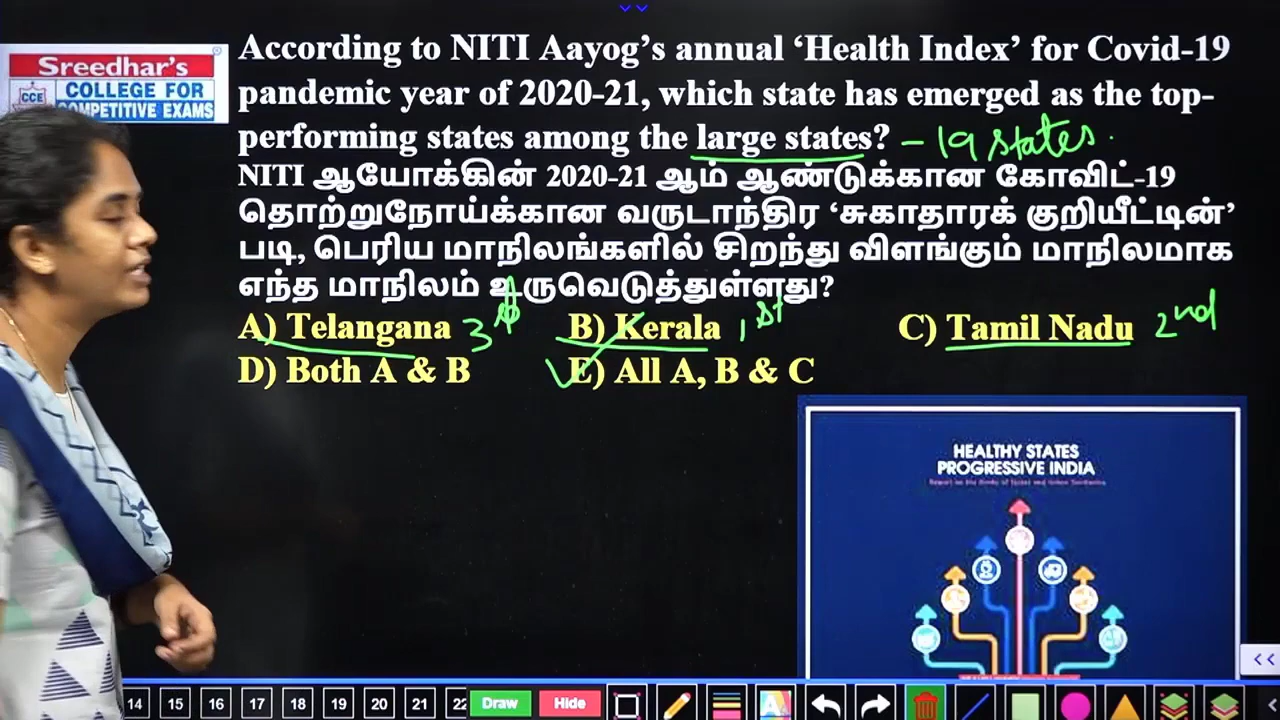 Sreedhar's
CCE
COLLEGE FOR
COMPETITIVE EXAMS
According to NITI Aayog's annual 'Health Index' for Covid-19
pandemic year of 2020-21, which state has emerged as the top-
performing states among the large states? - 19 states.
NITI ஆயோக்கின் 2020-21 ஆம் ஆண்டுக்கான கோவிட்-19
தொற்றுநோய்க்கான வருடாந்திர 'சுகாதாரக் குறியீட்டின்'
படி, பெரிய மாநிலங்களில் சிறந்து விளங்கும் மாநிலமாக
எந்த மாநிலம் உருவெடுத்துள்ளது?
A) Telangana 3rd B) Kerala 1st C) Tamil Nadu 2nd
D) Both A & B E) All A, B & C
HEALTHY STATES
PROGRESSIVE INDIA
14 15 16 17 18 19 20 21 22 Draw Hide A